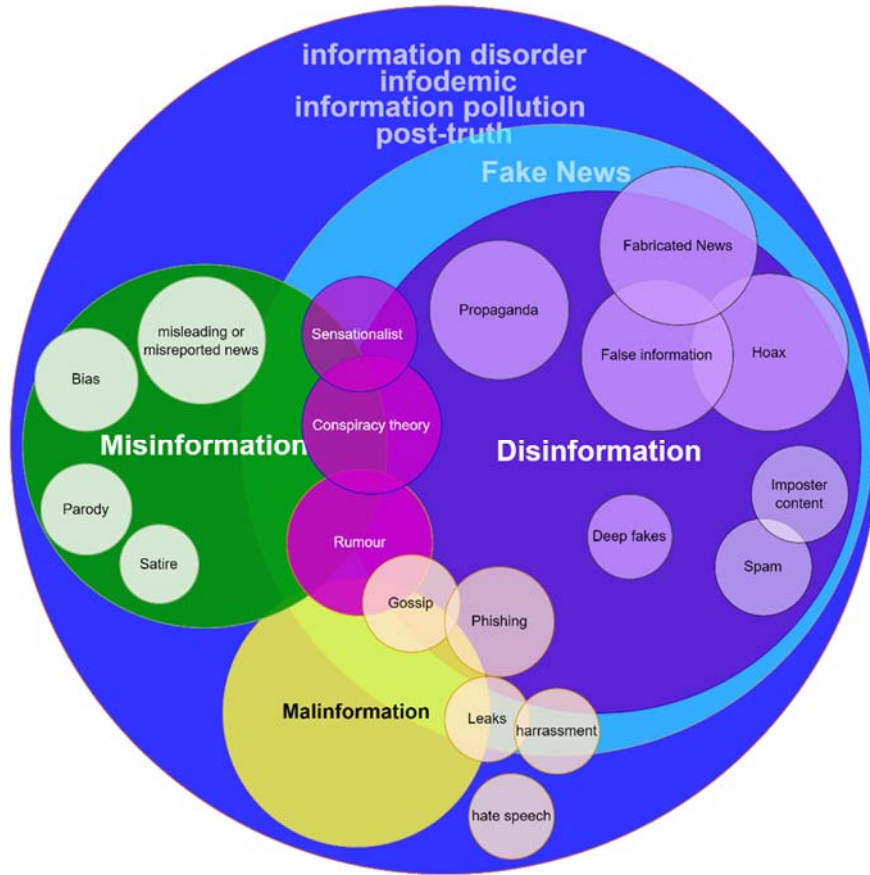 information disorder
infodemic
information pollution
post-truth
Fake News
Fabricated News
Propaganda
Sensationalist
misleading or
misreported news
False information
Hoax
Bias
Conspiracy theory
Misinformation
Disinformation
Imposter
content
Parody
Deep fakes
Rumour
Satire
Spam
Gossip
Phishing
Malinformation
Leaks
harrassment
hate speech